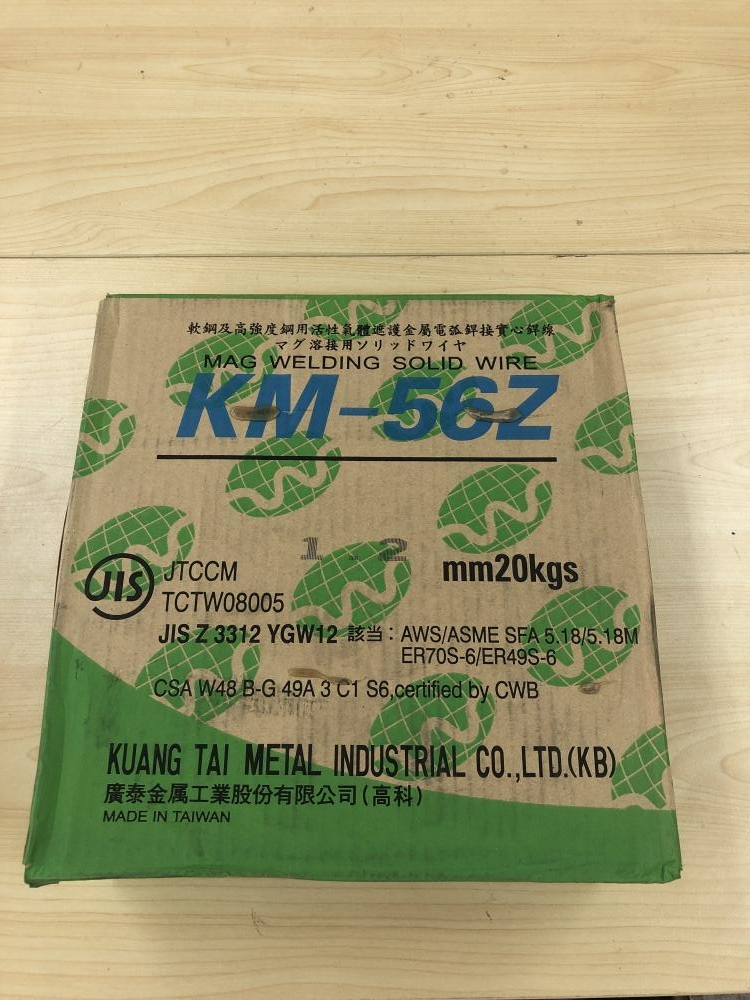 軟鋼及高強度鋼用活性氣體遮護金屬電弧銲接實心銲線
マグ溶接用ソリッドワイヤ
MAG WELDING SOLID WIRE
KM-56Z
1.2 mm20kgs
JIS JTCCM
TCTW08005
JIS Z 3312 YGW12 該当：AWS/ASME SFA 5.18/5.18M
ER70S-6/ER49S-6
CSA W48 B-G 49A 3 C1 S6,certified by CWB
KUANG TAI METAL INDUSTRIAL CO.,LTD.(KB)
廣泰金属工業股份有限公司(高科)
MADE IN TAIWAN